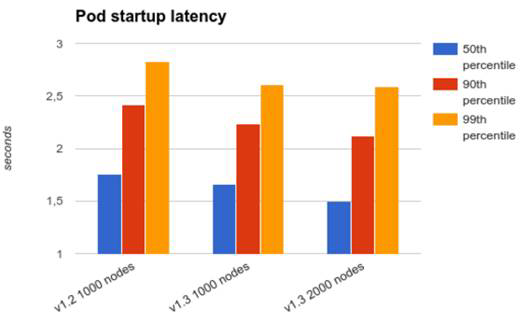 Pod startup latency
3
2,5
2
1,5
1
seconds
v1.2 1000 nodes
v1.3 1000 nodes
v1.3 2000 nodes
50th
percentile
90th
percentile
99th
percentile